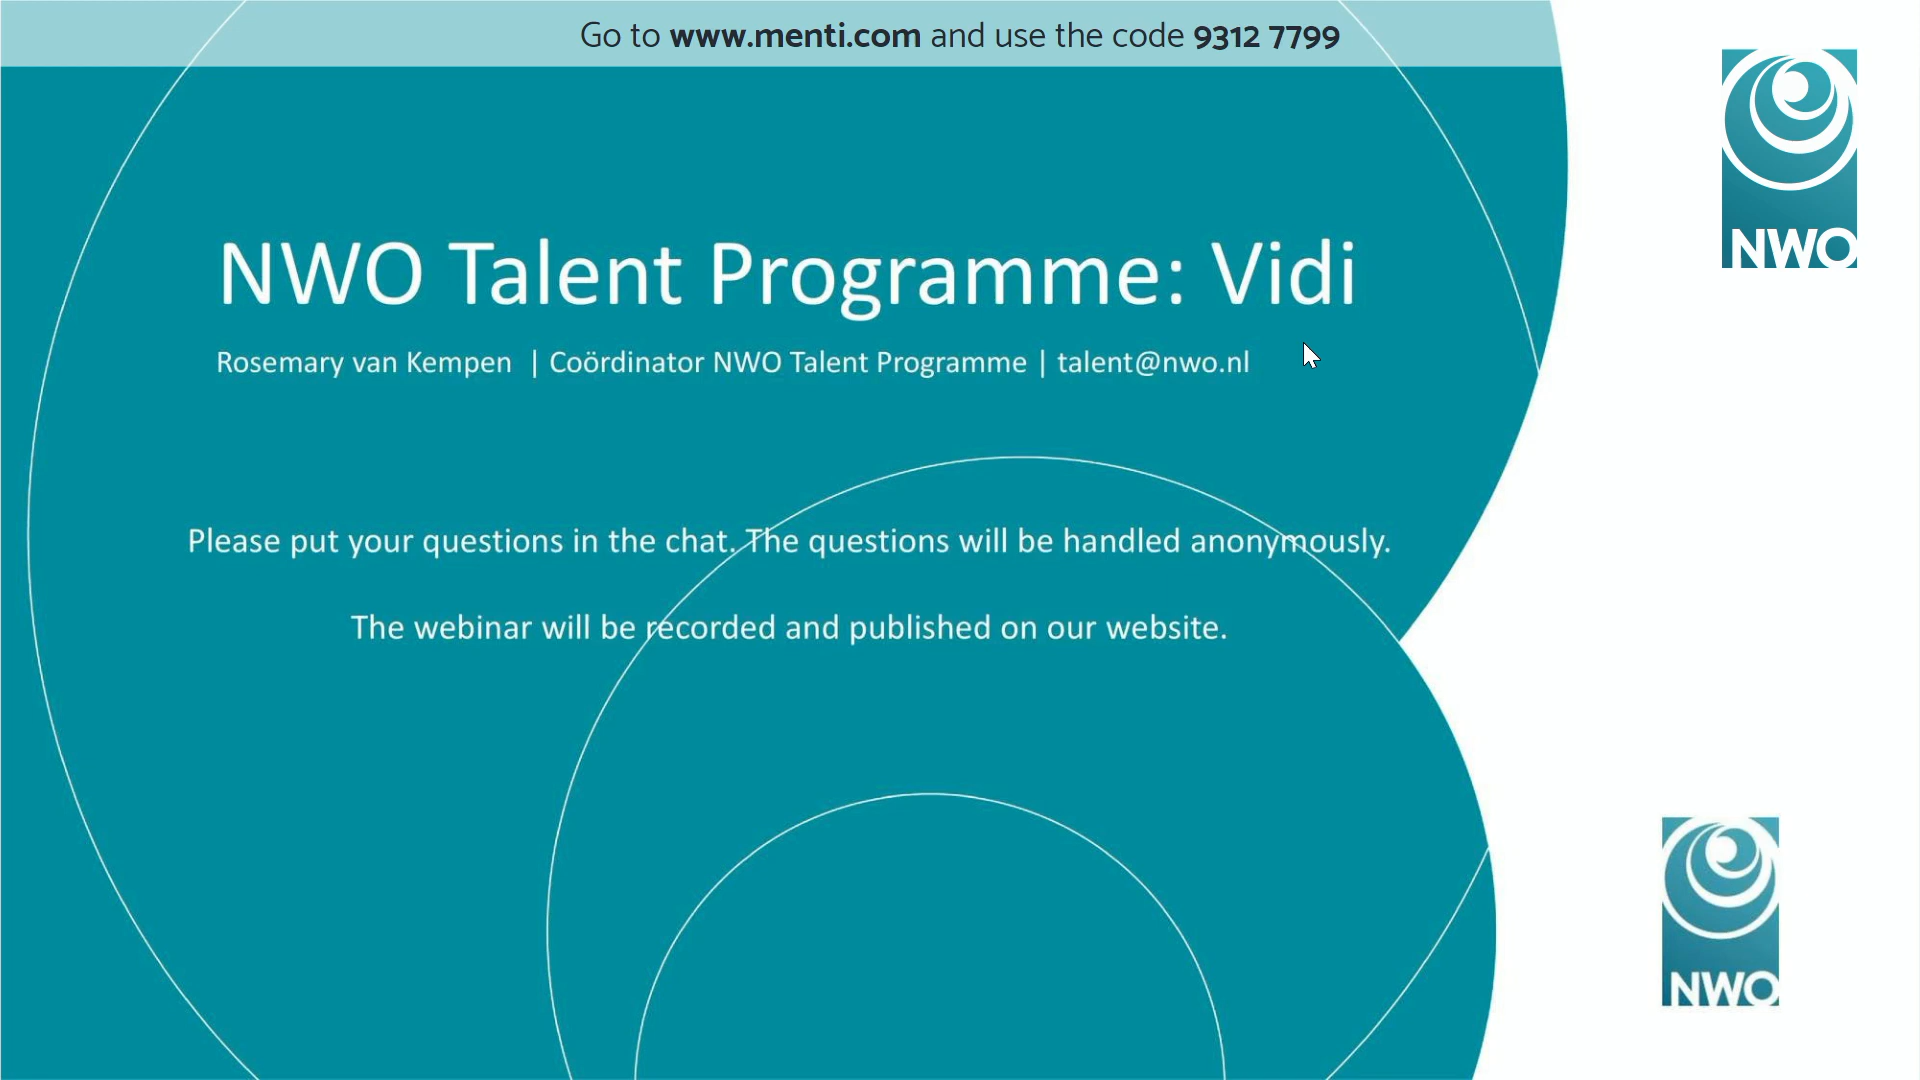 Go to www.menti.com and use the code 9312 7799
NWO
NWO Talent Programme: Vidi
Rosemary van Kempen | Coördinator NWO Talent Programme | talent@nwo.nl
Please put your questions in the chat. The questions will be handled anonymously.
The webinar will be recorded and published on our website.
NWO